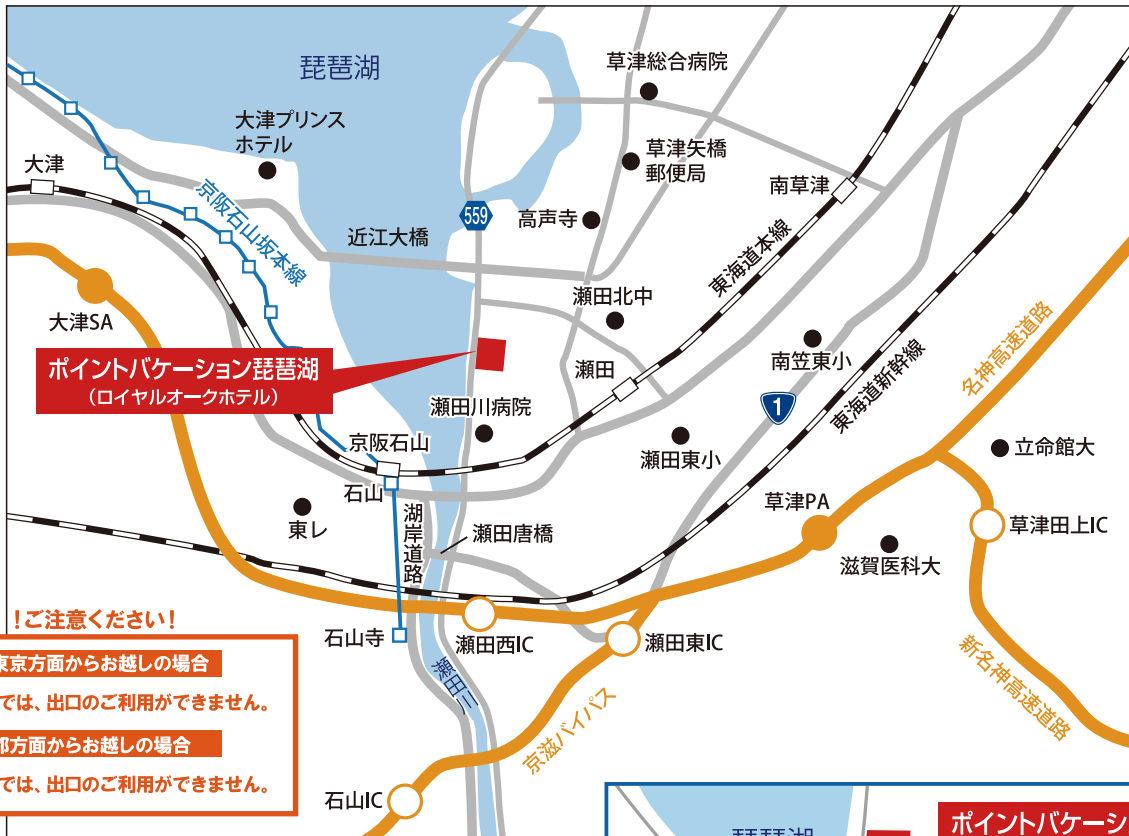 琵琶湖
草津総合病院
大津プリンス
ホテル
草津矢橋
郵便局
大津
南草津
京阪石山坂本線
559
高声寺
近江大橋
東海道本線
大津SA
瀬田北中
南笠東小
名神高速道路
ポイントバケーション琵琶湖
(ロイヤルオークホテル)
瀬田
東海道新幹線
1
瀬田川病院
京阪石山
瀬田東小
立命館大
石山
草津PA
東レ
湖岸道路
瀬田唐橋
草津田上IC
滋賀医科大
!ご注意ください!
東京方面からお越しの場合
では、出口のご利用ができません。
都方面からお越しの場合
では、出口のご利用ができません。
石山寺
瀬田西IC
瀬田東IC
瀬田川
新名神高速道路
京滋バイパス
石山IC
琵琶湖
ポイントバケーシ